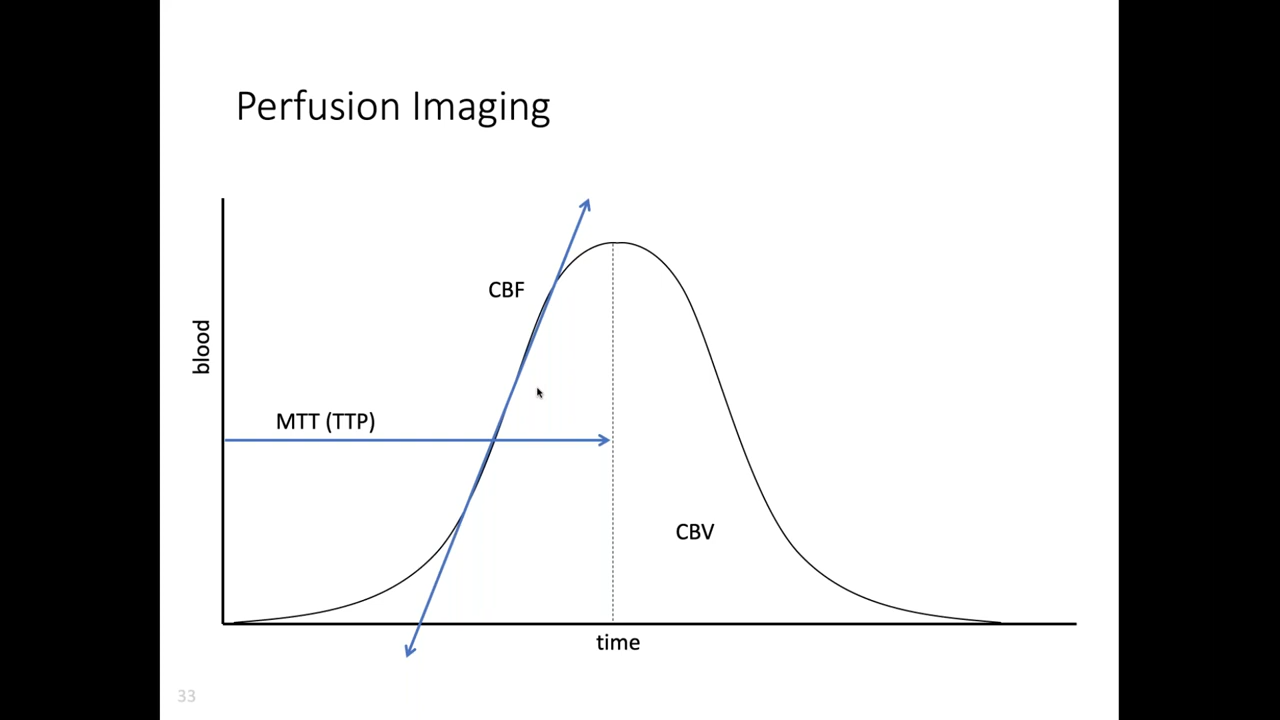 Perfusion Imaging
CBF
blood
MTT (TTP)
CBV
time
33